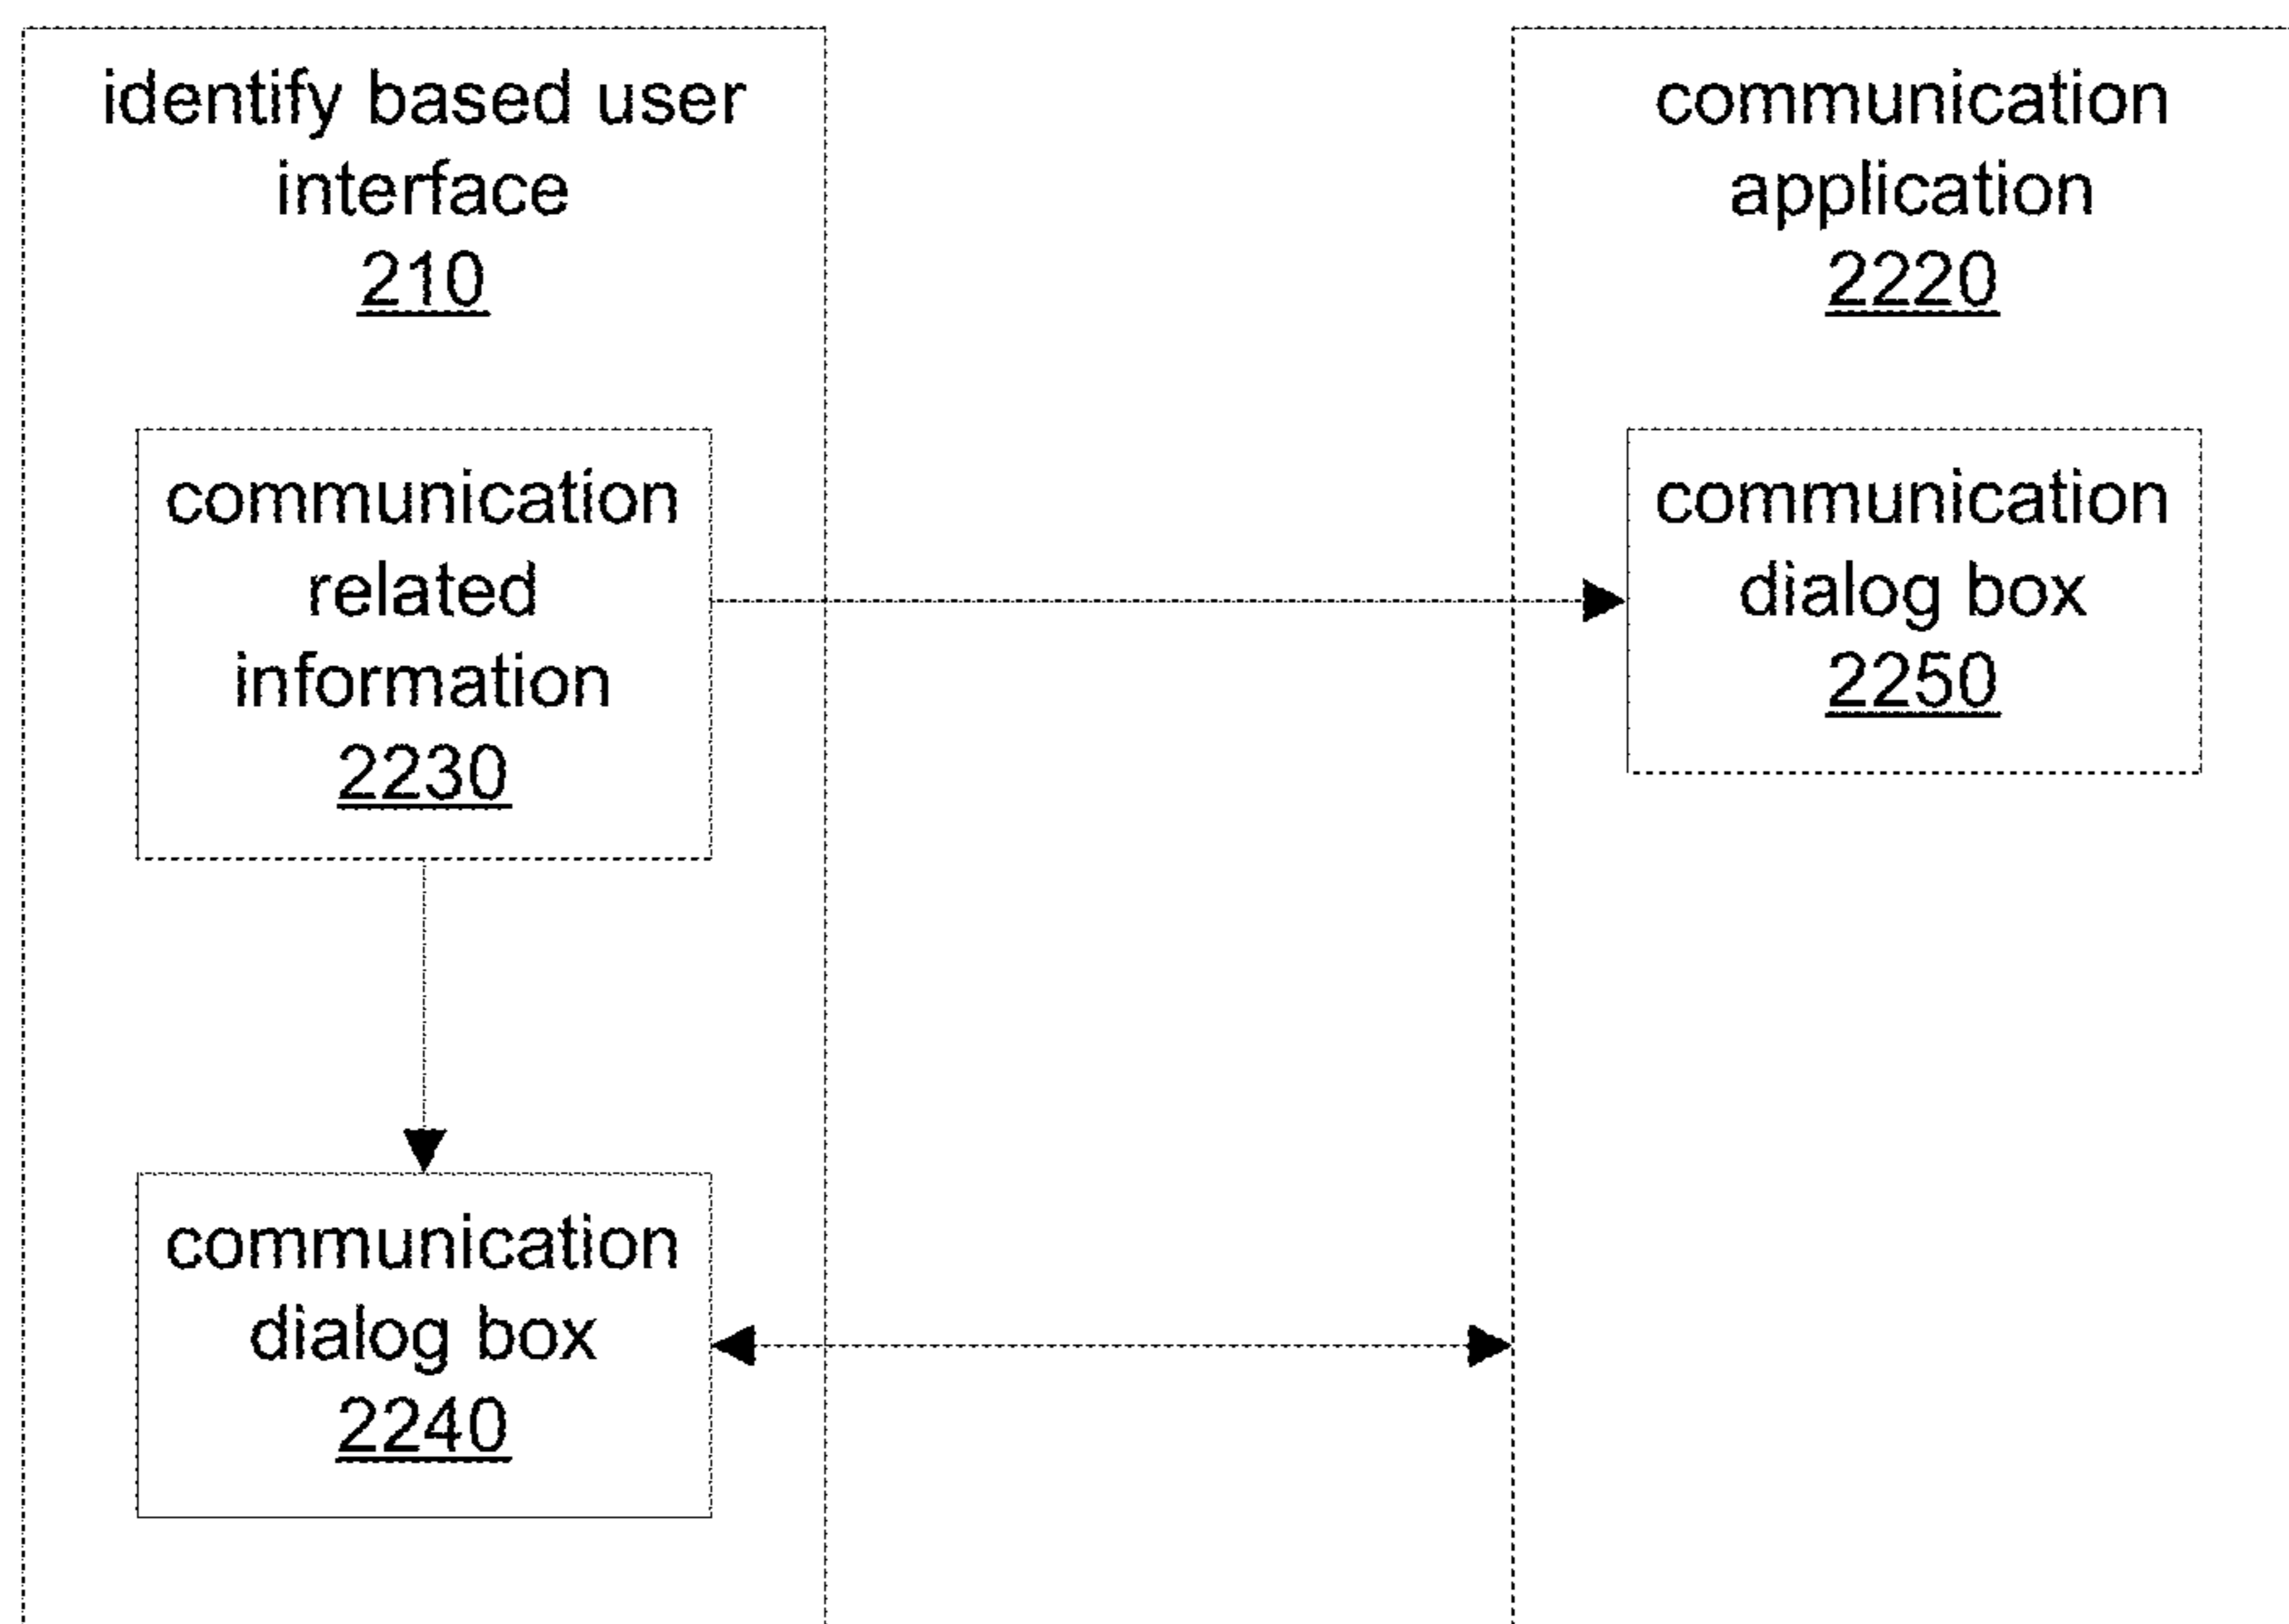 identify based user
interface
210
communication
related
information
2230
communication
dialog box
2240
communication
application
2220
communication
dialog box
2250